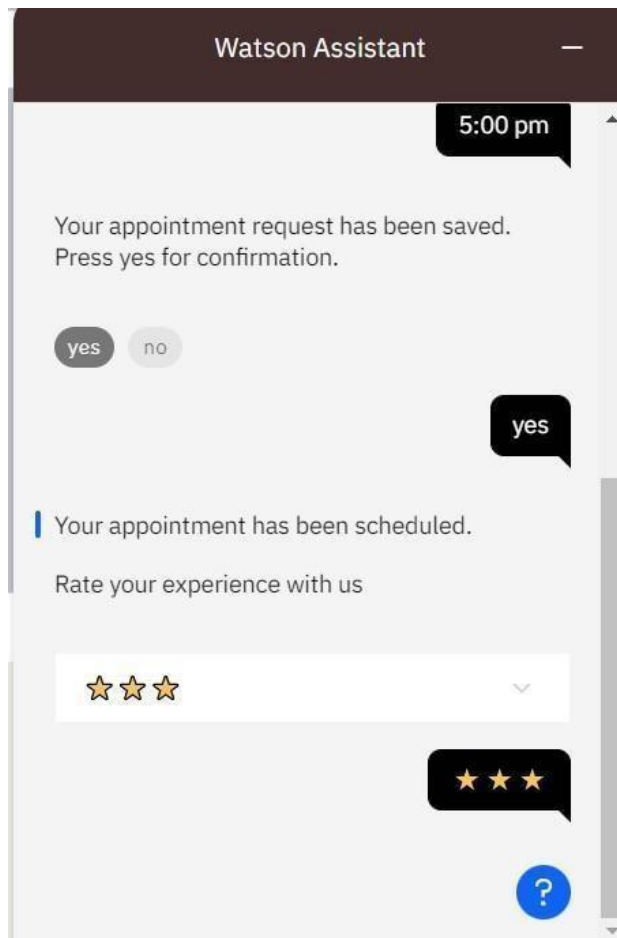 Watson Assistant
5:00 pm
Your appointment request has been saved.
Press yes for confirmation.
yes no
yes
Your appointment has been scheduled.
Rate your experience with us
⭐⭐⭐
★ ★ ★
?